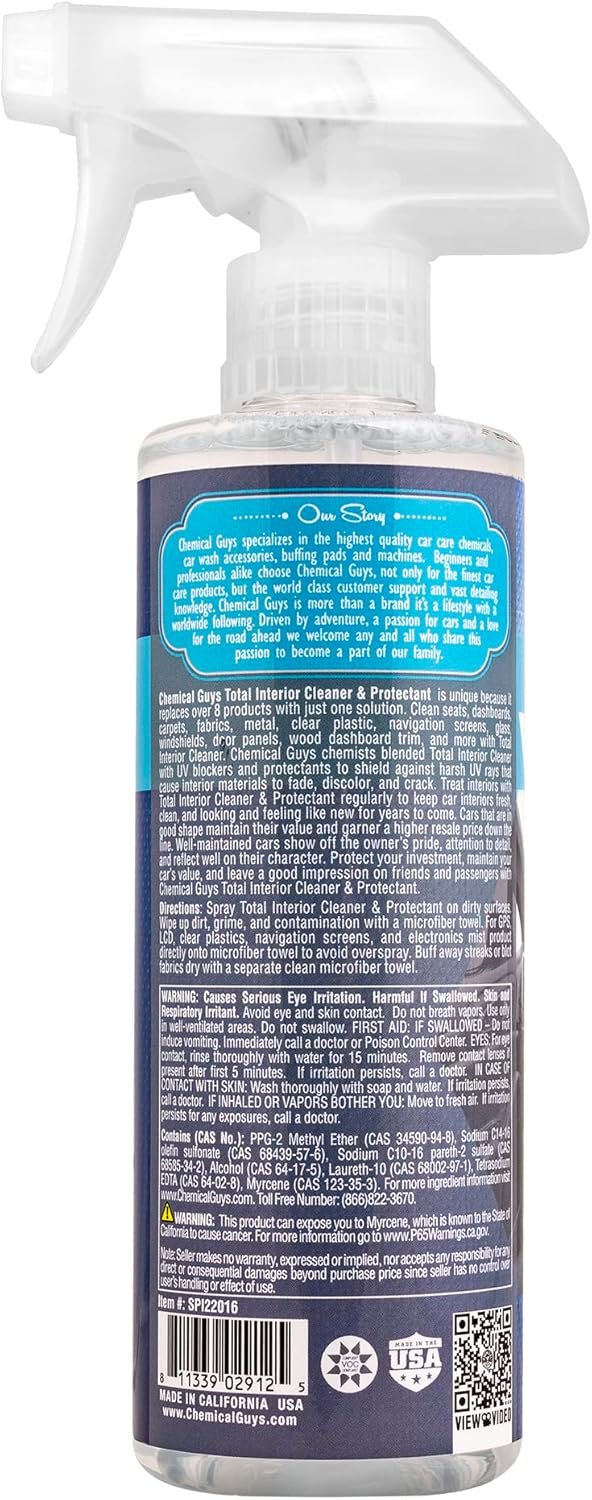 Our Story
Chemical Guys specializes in the highest quality car care chemicals,
car wash accessories, buffing pads and machines. Beginners and
professionals alike choose Chemical Guys, not only for the finest car
care products, but the world class customer support and vast detailing
knowledge. Chemical Guys is more than a brand it's a lifestyle with a
worldwide following. Driven by adventure, a passion for cars and a love
for the road ahead we welcome any and all who share this
passion to become a part of our family.
Chemical Guys Total Interior Cleaner & Protectant is unique because it
replaces over 8 products with just one solution. Clean seats, dashboards,
carpets, fabrics, metal, clear plastic, navigation screens, glass,
windshields, door panels, wood dashboard trim, and more with Total
Interior Cleaner. Chemical Guys chemists blended Total Interior Cleaner
with UV blockers and protectants to shield against harsh UV rays that
cause interior materials to fade, discolor, and crack. Treat interiors with
Total Interior Cleaner & Protectant regularly to keep car interiors fresh,
clean, and looking and feeling like new for years to come. Cars that are in
good shape maintain their value and garner a higher resale price down the
line. Well-maintained cars show off the owner's pride, attention to detail
and reflect well on their character. Protect your investment, maintain your
car's value, and leave a good impression on friends and passengers with
Chemical Guys Total Interior Cleaner & Protectant.
Directions: Spray Total Interior Cleaner & Protectant on dirty surfaces.
Wipe up dirt, grime, and contamination with a microfiber towel. For GPS,
LCD, clear plastics, navigation screens, and electronics mist product
directly onto microfiber towel to avoid overspray. Buff away streaks or blot
fabrics dry with a separate clean microfiber towel.
WARNING: Causes Serious Eye Irritation. Harmful If Swallowed. Skin and
Respiratory Irritant. Avoid eye and skin contact. Do not breath vapors. Use only
in well-ventilated areas. Do not swallow. FIRST AID: IF SWALLOWED – Do not
induce vomiting. Immediately call a doctor or Poison Control Center. EYES: For eye
contact, rinse thoroughly with water for 15 minutes. Remove contact lenses if
present after first 5 minutes. If irritation persists, call a doctor. IN CASE OF
CONTACT WITH SKIN: Wash thoroughly with soap and water. If irritation persists,
call a doctor. IF INHALED OR VAPORS BOTHER YOU: Move to fresh air. If irritation
persists for any exposures, call a doctor.
Contains (CAS No.): PPG-2 Methyl Ether (CAS 34590-94-8), Sodium C14-16
olefin sulfonate (CAS 68439-57-6), Sodium C10-16 pareth-2 sulfate (CAS
68585-34-2), Alcohol (CAS 64-17-5), Laureth-10 (CAS 68002-97-1), Tetrasodium
EDTA (CAS 64-02-8), Myrcene (CAS 123-35-3). For more ingredient information visit
www.ChemicalGuys.com. Toll Free Number: (866)822-3670.
WARNING: This product can expose you to Myrcene, which is known to the State of
California to cause cancer. For more information go to www.P65Warnings.ca.gov.
Note: Seller makes no warranty, expressed or implied, nor accepts any responsibility for any
direct or consequential damages beyond purchase price since seller has no control over
user's handling or effect of use.
Item #: SPI22016
8 11339 02912 5
MADE IN CALIFORNIA USA
www.ChemicalGuys.com
VOC
MADE IN THE
USA
VIEW VIDEO